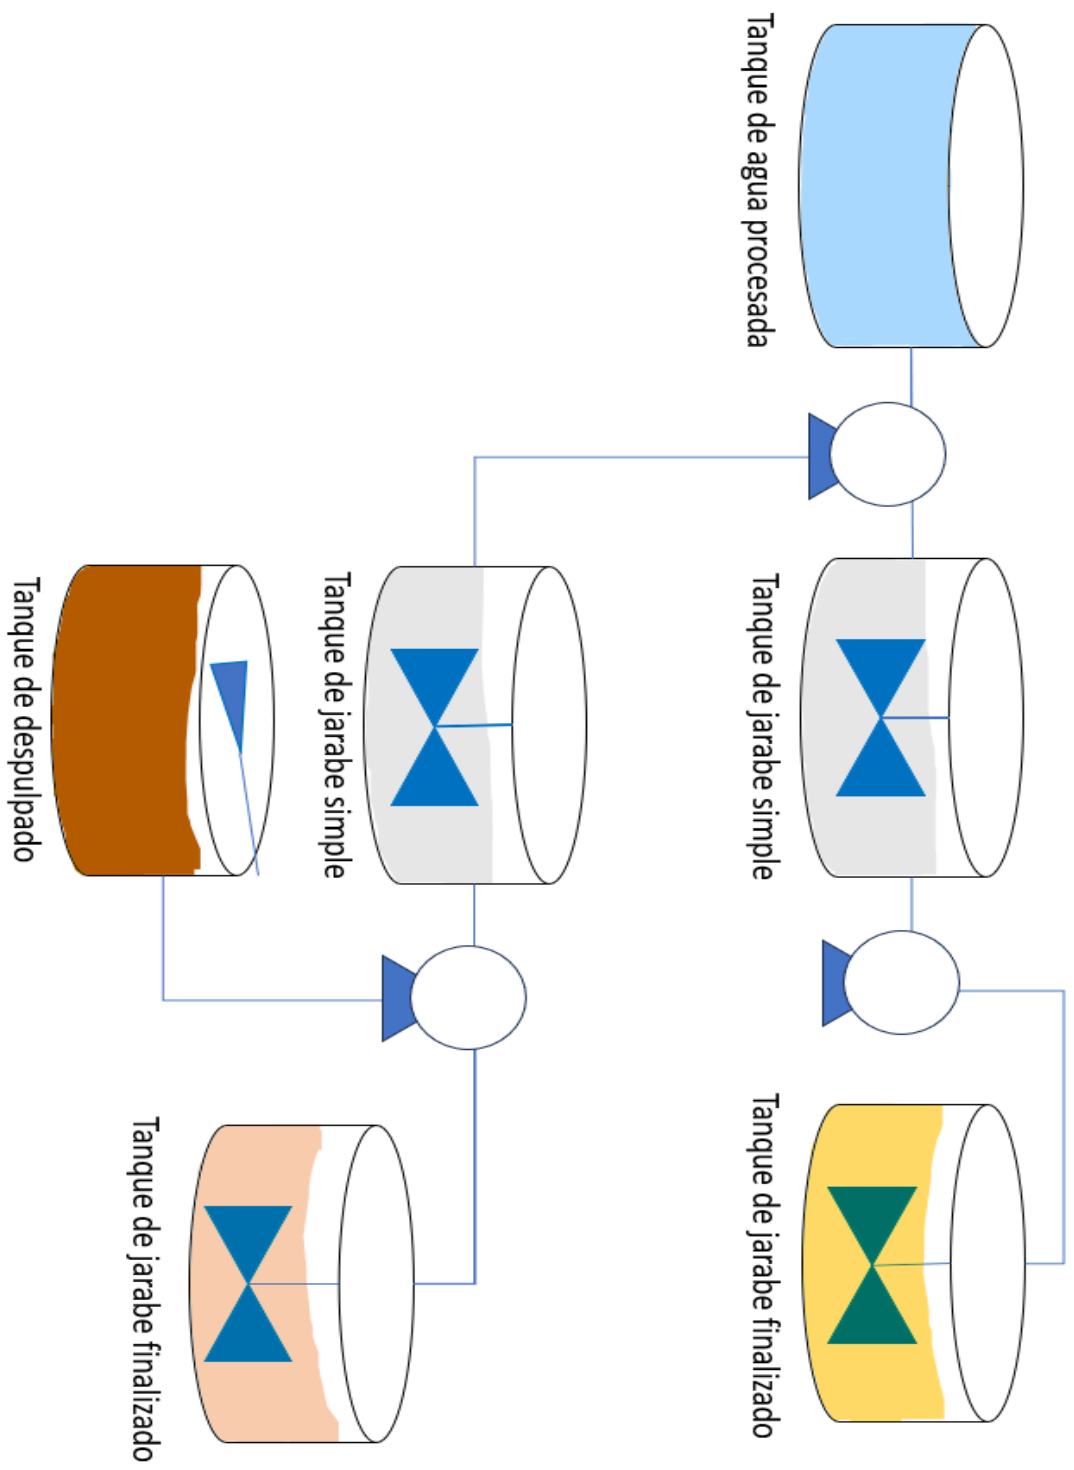 Tanque de agua procesada
Tanque de jarabe simple
Tanque de jarabe finalizado
Tanque de jarabe simple
Tanque de despulpado
Tanque de jarabe finalizado